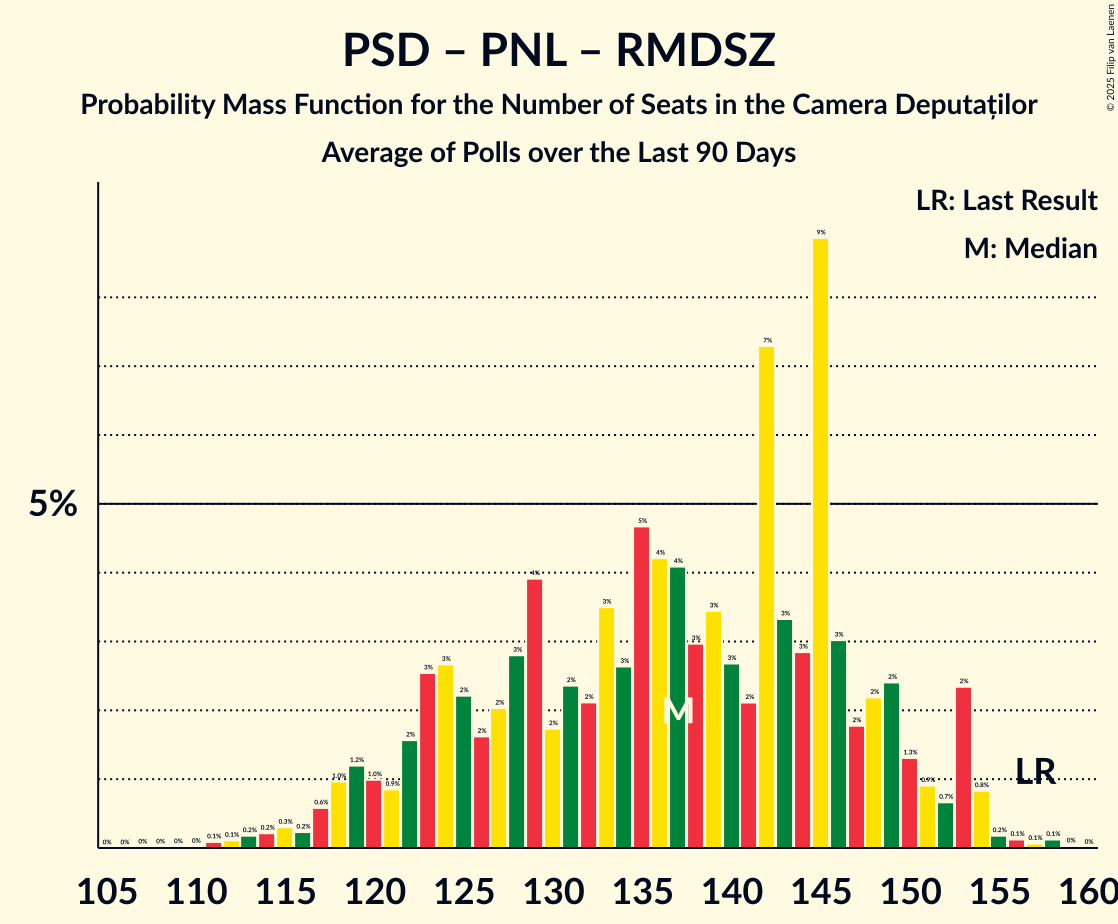 PSD – PNL – RMDSZ
Probability Mass Function for the Number of Seats in the Camera Deputaților
Average of Polls over the Last 90 Days
© 2025 Filip van Laenen
LR: Last Result
M: Median
5%
0% 0% 0% 0% 0% 0% 0.1% 0.1% 0.2% 0.2% 0.3% 0.2% 0.6% 1.0% 1.2% 1.0% 0.9% 2% 3% 3% 2% 2% 2% 3% 4% 2% 2% 2% 3% 3% 5% 4% 4% 3% 3% 3% 2% 7% 3% 3% 9% 3% 2% 2% 2% 1.3% 0.9% 0.7% 2% 0.8% 0.2% 0.1% 0.1% 0.1% 0% 0%
M
LR
105 110 115 120 125 130 135 140 145 150 155 160